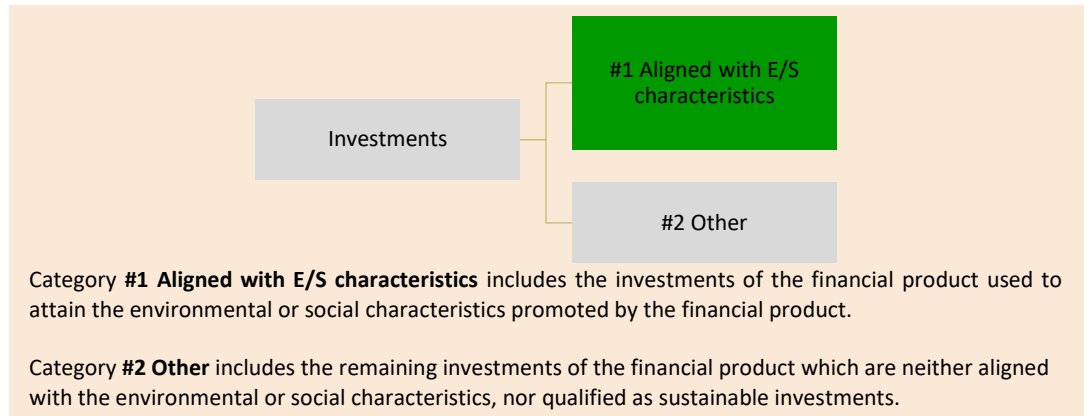 #1 Aligned with E/S
characteristics
Investments
#2 Other
Category #1 Aligned with E/S characteristics includes the investments of the financial product used to
attain the environmental or social characteristics promoted by the financial product.
Category #2 Other includes the remaining investments of the financial product which are neither aligned
with the environmental or social characteristics, nor qualified as sustainable investments.